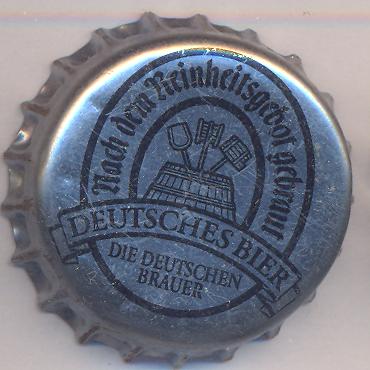 Nach dem Reinheitsgebot gebraut
DEUTSCHES BIER
DIE DEUTSCHEN
BRAUER